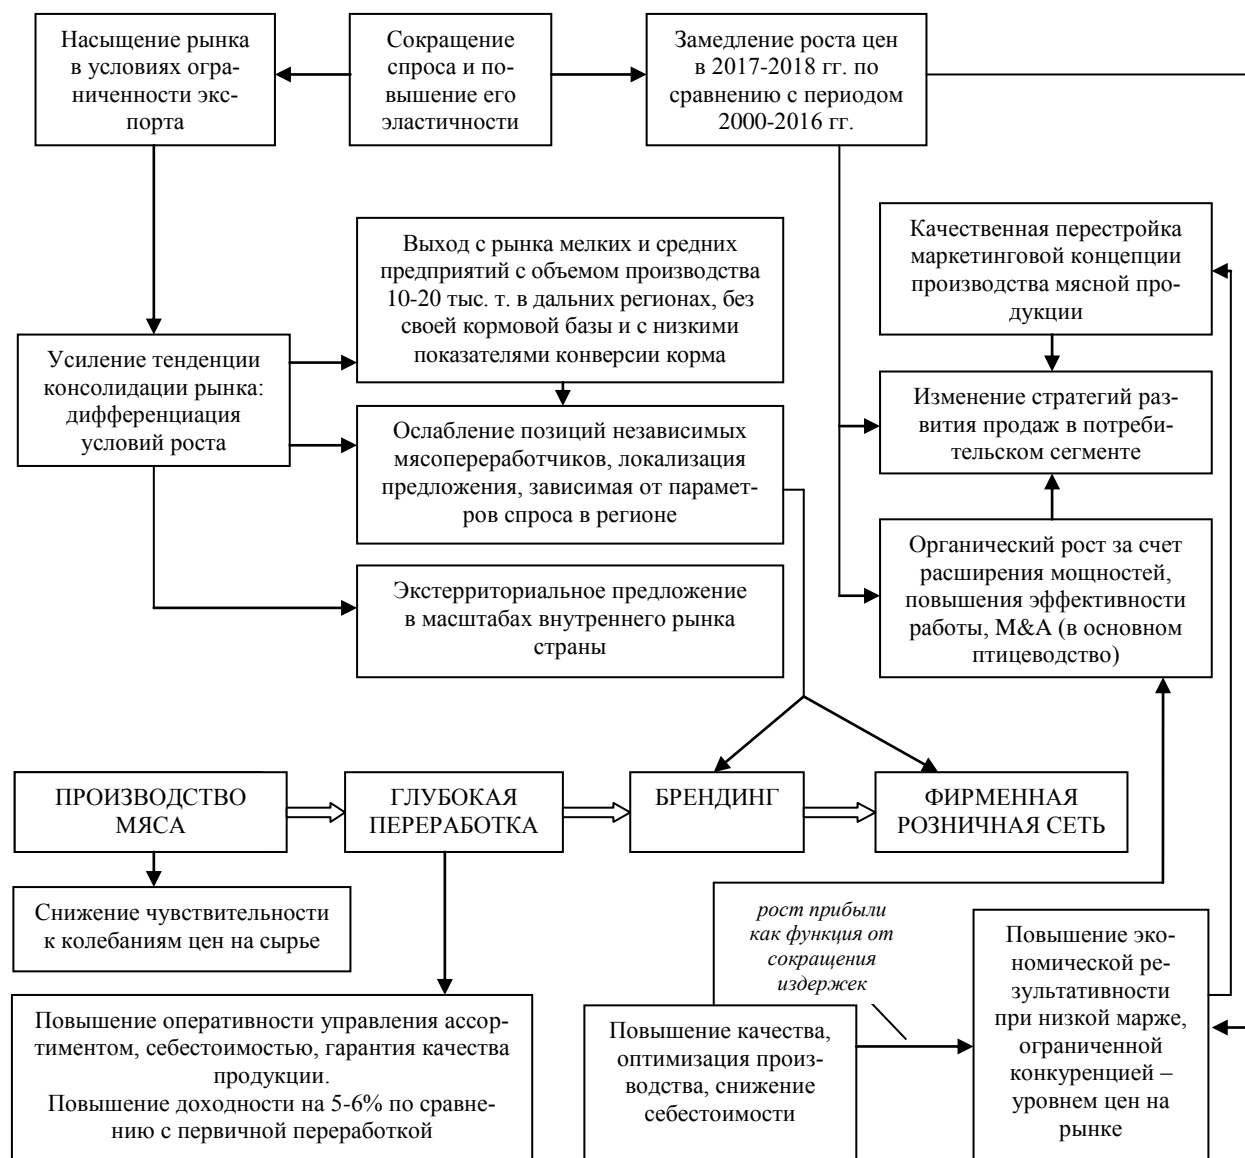 Насыщение рынка
в условиях огра-
ниченности экс-
порта
Сокращение
спроса и по-
вышение его
эластичности
Замедление роста цен
в 2017-2018 гг. по
сравнению с периодом
2000-2016 гг.
Выход с рынка мелких и средних
предприятий с объемом производства
10-20 тыс. т. в дальних регионах, без
своей кормовой базы и с низкими
показателями конверсии корма
Качественная перестройка
маркетинговой концепции
производства мясной про-
дукции
Усиление тенденции
консолидации рынка:
дифференциация
условий роста
Изменение стратегий раз-
вития продаж в потреби-
тельском сегменте
Ослабление позиций независимых
мясопереработчиков, локализация
предложения, зависимая от парамет-
ров спроса в регионе
Органический рост за счет
расширения мощностей,
повышения эффективности
работы, M&A (в основном
птицеводство)
Экстерриториальное предложение
в масштабах внутреннего рынка
страны
ПРОИЗВОДСТВО
МЯСА
ГЛУБОКАЯ
ПЕРЕРАБОТКА
БРЕНДИНГ
ФИРМЕННАЯ
РОЗНИЧНАЯ СЕТЬ
Снижение чувствительности
к колебаниям цен на сырье
рост прибыли
как функция от
сокращения
издержек
Повышение эко-
номической ре-
зультативности
при низкой марже,
ограниченной
конкуренцией –
уровнем цен на
рынке
Повышение оперативности управления ассор-
тиментом, себестоимостью, гарантия качества
продукции.
Повышение доходности на 5-6% по сравне-
нию с первичной переработкой
Повышение качества,
оптимизация произ-
водства, снижение
себестоимости